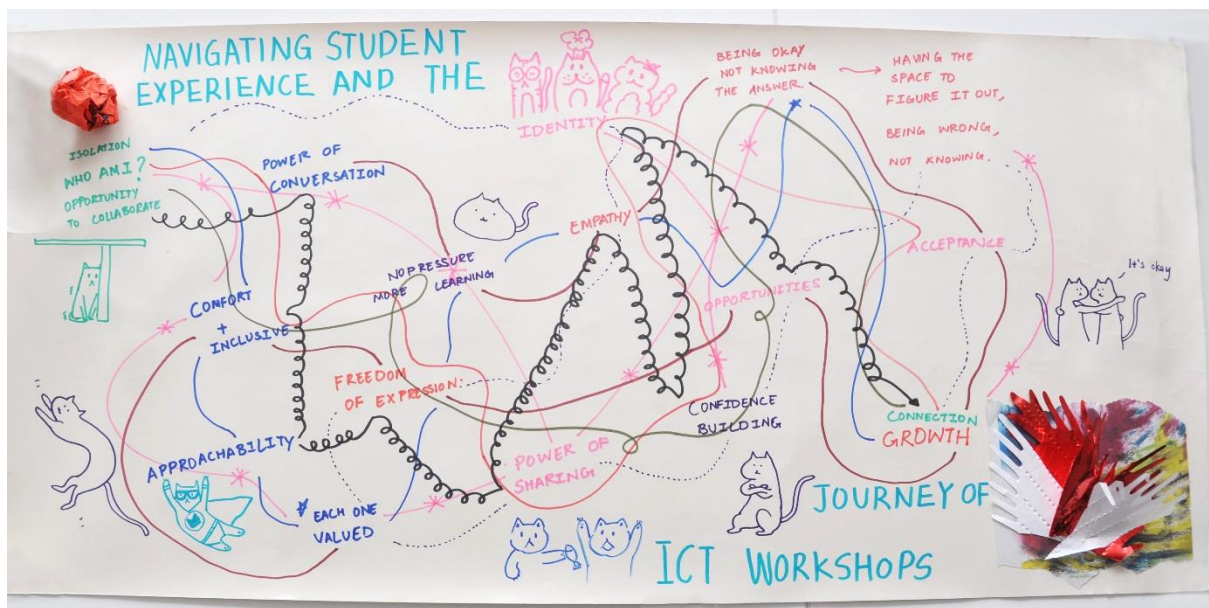 NAVIGATING STUDENT
EXPERIENCE AND THE
JOURNEY OF
ICT WORKSHOPS
ISOLATION
WHO AM I?
OPPORTUNITY
TO COLLABORATE
POWER OF
CONVERSATION
COMFORT
+
INCLUSIVE
APPROACHABILITY
EACH ONE
VALUED
NO PRESSURE
MORE LEARNING
FREEDOM
OF EXPRESSION.
POWER OF
SHARING
EMPATHY
IDENTITY
BEING OKAY
NOT KNOWING
THE ANSWER.
HAVING THE
SPACE TO
FIGURE IT OUT,
BEING WRONG,
NOT KNOWING.
OPPORTUNITIES
CONFIDENCE
BUILDING
ACCEPTANCE
It's okay
CONNECTION
GROWTH